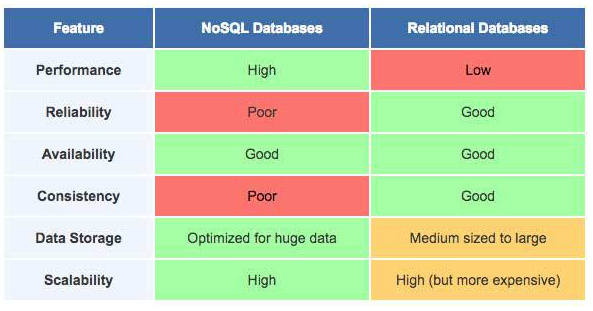 Feature NoSQL Databases Relational Databases
Performance High Low
Reliability Poor Good
Availability Good Good
Consistency Poor Good
Data Storage Optimized for huge data Medium sized to large
Scalability High High (but more expensive)